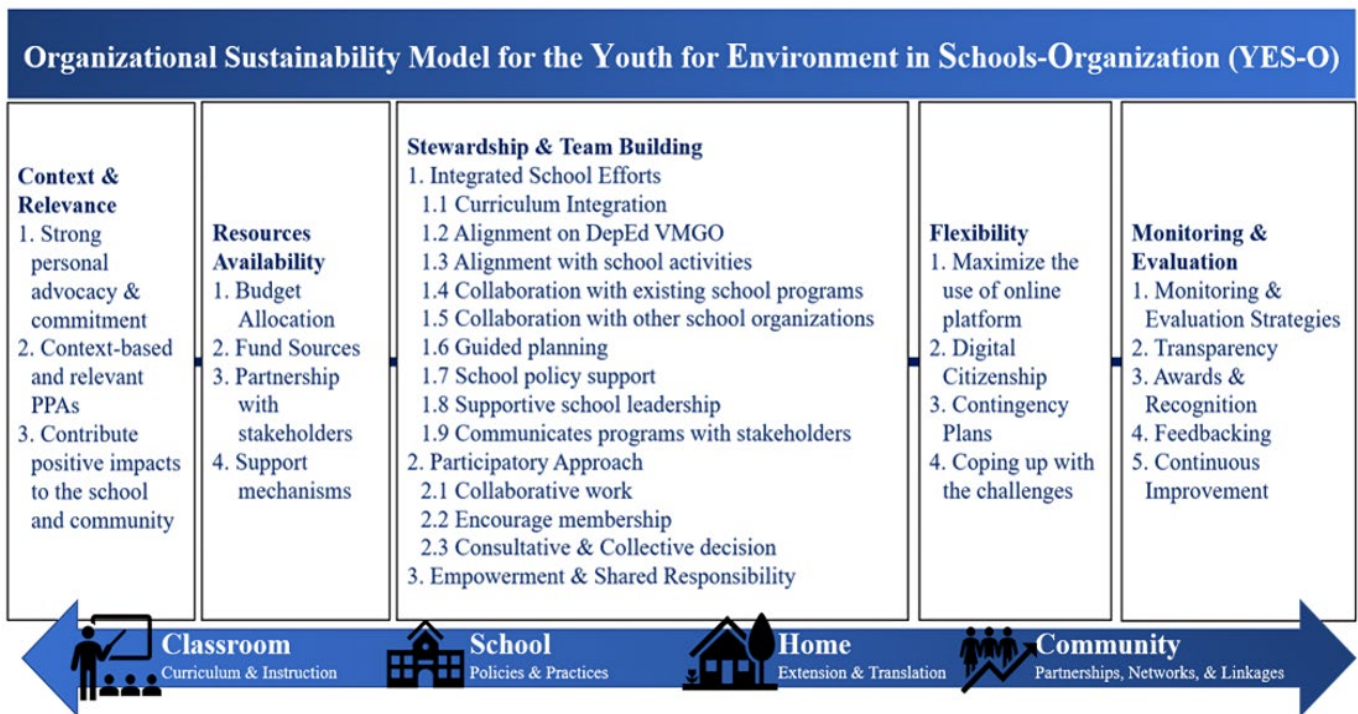 Organizational Sustainability Model for the Youth for Environment in Schools-Organization (YES-O)
Context &
Relevance
1. Strong
personal
advocacy &
commitment
2. Context-based
and relevant
PPAs
3. Contribute
positive impacts
to the school
and community
Resources
Availability
1. Budget
Allocation
2. Fund Sources
3. Partnership
with
stakeholders
4. Support
mechanisms
Stewardship & Team Building
1. Integrated School Efforts
1.1 Curriculum Integration
1.2 Alignment on DepEd VMGO
1.3 Alignment with school activities
1.4 Collaboration with existing school programs
1.5 Collaboration with other school organizations
1.6 Guided planning
1.7 School policy support
1.8 Supportive school leadership
1.9 Communicates programs with stakeholders
2. Participatory Approach
2.1 Collaborative work
2.2 Encourage membership
2.3 Consultative & Collective decision
3. Empowerment & Shared Responsibility
Flexibility
1. Maximize the
use of online
platform
2. Digital
Citizenship
3. Contingency
Plans
4. Coping up with
the challenges
Monitoring &
Evaluation
1. Monitoring &
Evaluation Strategies
2. Transparency
3. Awards &
Recognition
4. Feedbacking
5. Continuous
Improvement
Classroom
Curriculum & Instruction
School
Policies & Practices
Home
Extension & Translation
Community
Partnerships, Networks, & Linkages